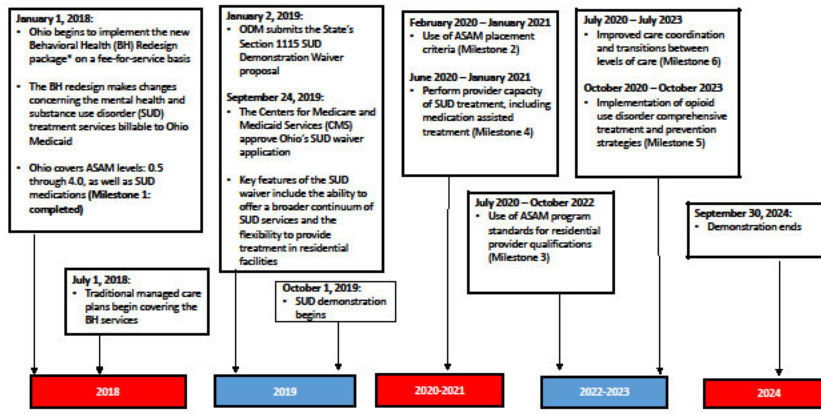 January 1, 2018:
• Ohio begins to implement the new
Behavioral Health (BH) Redesign
package* on a fee-for-service basis
• The BH redesign makes changes
concerning the mental health and
substance use disorder (SUD)
treatment services billable to Ohio
Medicaid
• Ohio covers ASAM levels: 0.5
through 4.0, as well as SUD
medications (Milestone 1:
completed)
July 1, 2018:
• Traditional managed care
plans begin covering the
BH services
January 2, 2019:
• ODM submits the State's
Section 1115 SUD
Demonstration Waiver
proposal
September 24, 2019:
• The Centers for Medicare and
Medicaid Services (CMS)
approve Ohio's SUD waiver
application
• Key features of the SUD
waiver include the ability to
offer a broader continuum of
SUD services and the
flexibility to provide
treatment in residential
facilities
October 1, 2019:
• SUD demonstration
begins
February 2020 – January 2021
• Use of ASAM placement
criteria (Milestone 2)
June 2020 – January 2021
• Perform provider capacity
of SUD treatment, including
medication assisted
treatment (Milestone 4)
July 2020 – October 2022
• Use of ASAM program
standards for residential
provider qualifications
(Milestone 3)
July 2020 – July 2023
• Improved care coordination
and transitions between
levels of care (Milestone 6)
October 2020 – October 2023
• Implementation of opioid
use disorder comprehensive
treatment and prevention
strategies (Milestone 5)
September 30, 2024:
• Demonstration ends
2018
2019
2020-2021
2022-2023
2024